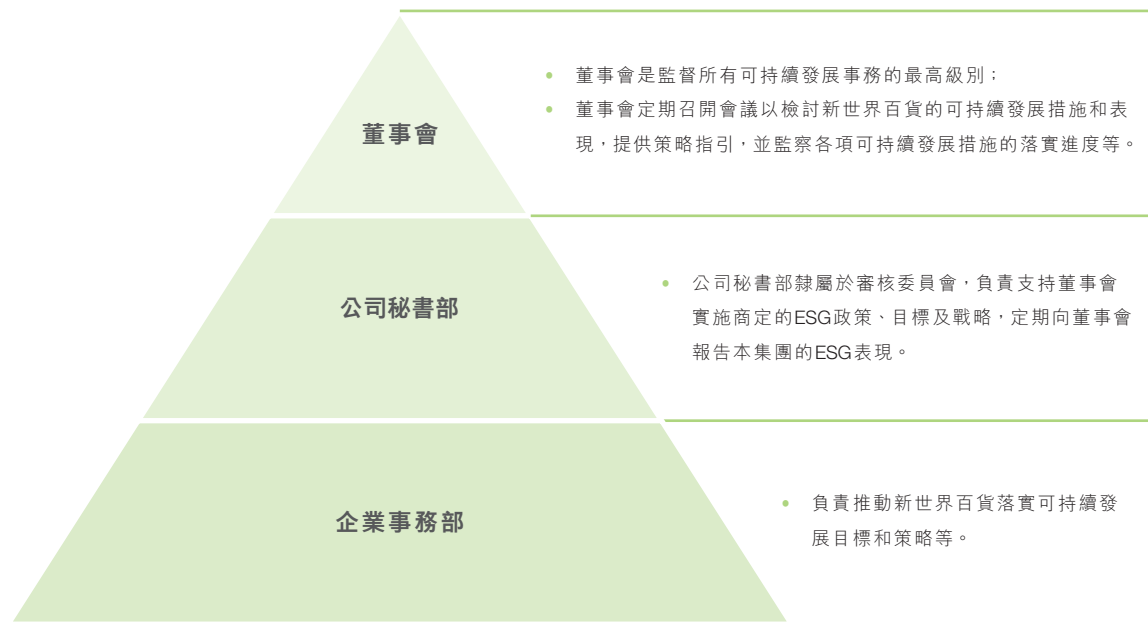 董事會
• 董事會是監督所有可持續發展事務的最高級別；
• 董事會定期召開會議以檢討新世界百貨的可持續發展措施和表
現，提供策略指引，並監察各項可持續發展措施的落實進度等。
公司秘書部
• 公司秘書部隸屬於審核委員會，負責支持董事會
實施商定的ESG政策、目標及戰略，定期向董事會
報告本集團的ESG表現。
企業事務部
• 負責推動新世界百貨落實可持續發
展目標和策略等。